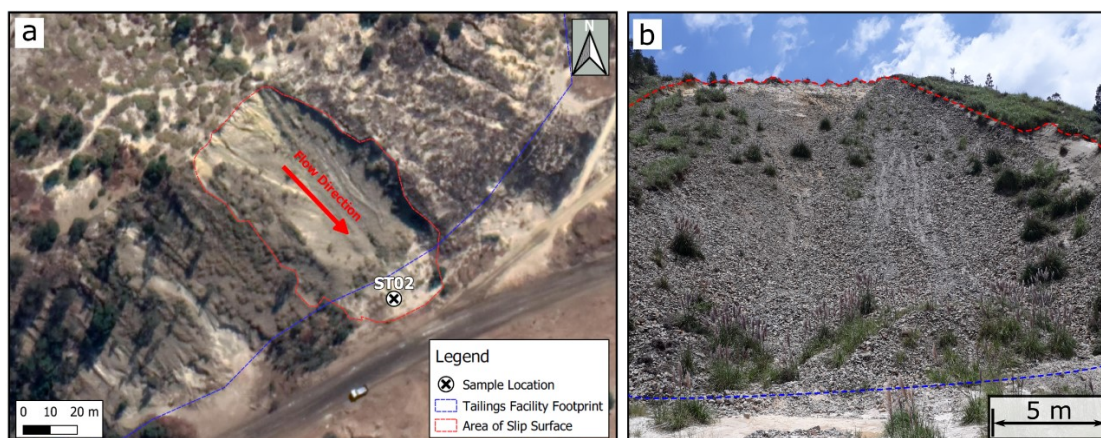 a
N
Flow Direction
ST02
Legend
Sample Location
Tailings Facility Footprint
Area of Slip Surface
0 10 20 m
b
5 m